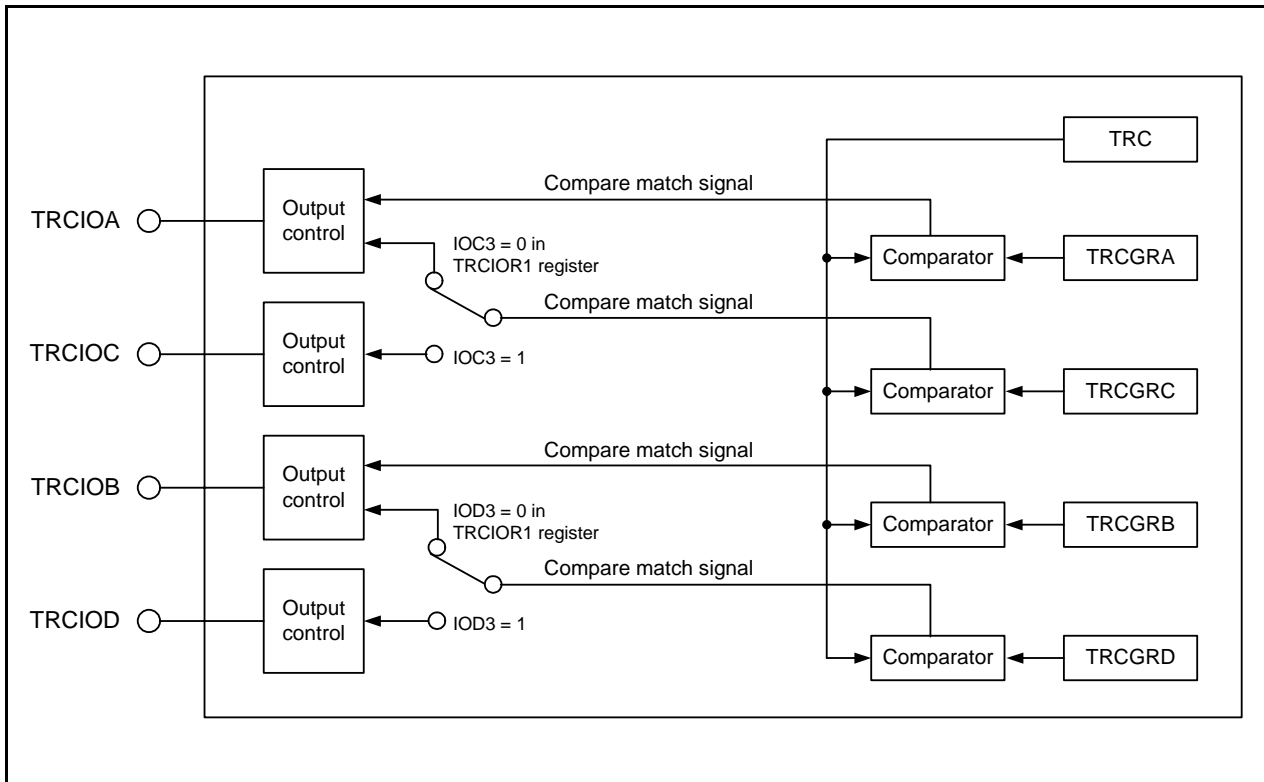 TRC
Compare match signal
TRCIOA
Output
control
IOC3 = 0 in
TRCIOR1 register
Comparator
TRCGRA
Compare match signal
TRCIOC
Output
control
IOC3 = 1
Comparator
TRCGRC
Compare match signal
TRCIOB
Output
control
IOD3 = 0 in
TRCIOR1 register
Comparator
TRCGRB
Compare match signal
TRCIOD
Output
control
IOD3 = 1
Comparator
TRCGRD